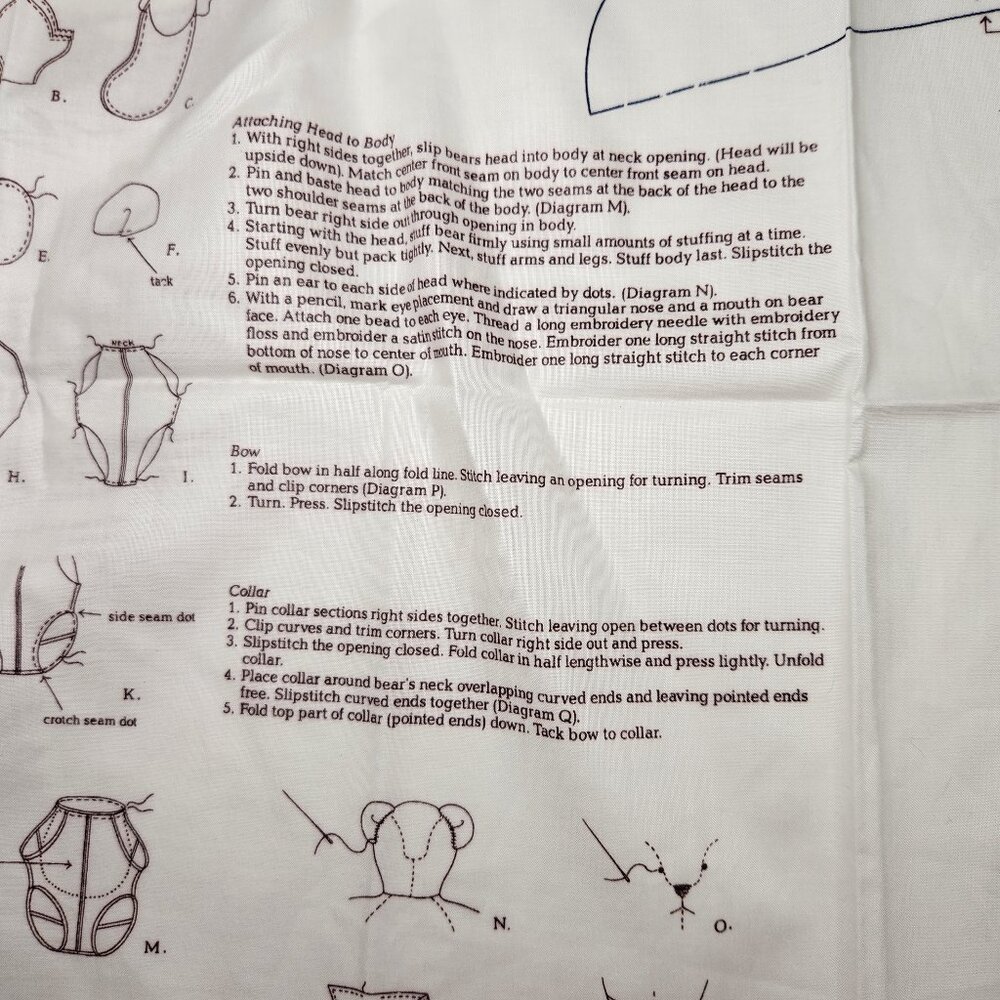 B.
C.
Attaching Head to Body
1. With right sides together, slip bears head into body at neck opening. (Head will be
upside down). Match center front seam on body to center front seam on head.
2. Pin and baste head to body matching the two seams at the back of the head to the
two shoulder seams at the back of the body. (Diagram M).
3. Turn bear right side out through opening in body.
4. Starting with the head, stuff bear firmly using small amounts of stuffing at a time.
Stuff evenly but pack tightly. Next, stuff arms and legs. Stuff body last. Slipstitch the
opening closed.
5. Pin an ear to each side of head where indicated by dots. (Diagram N).
6. With a pencil, mark eye placement and draw a triangular nose and a mouth on bear
face. Attach one bead to each eye. Thread a long embroidery needle with embroidery
floss and embroider a satin stitch on the nose. Embroider one long straight stitch from
bottom of nose to center of mouth. Embroider one long straight stitch to each corner
of mouth. (Diagram O).
E.
F.
tack
NECK
H.
I.
Bow
1. Fold bow in half along fold line. Stitch leaving an opening for turning. Trim seams
and clip corners (Diagram P).
2. Turn. Press. Slipstitch the opening closed.
Collar
1. Pin collar sections right sides together. Stitch leaving open between dots for turning.
2. Clip curves and trim corners. Turn collar right side out and press.
3. Slipstitch the opening closed. Fold collar in half lengthwise and press lightly. Unfold
collar.
4. Place collar around bear's neck overlapping curved ends and leaving pointed ends
free. Slipstitch curved ends together (Diagram Q).
5. Fold top part of collar (pointed ends) down. Tack bow to collar.
side seam dot
K.
crotch seam dot
M.
N.
O.